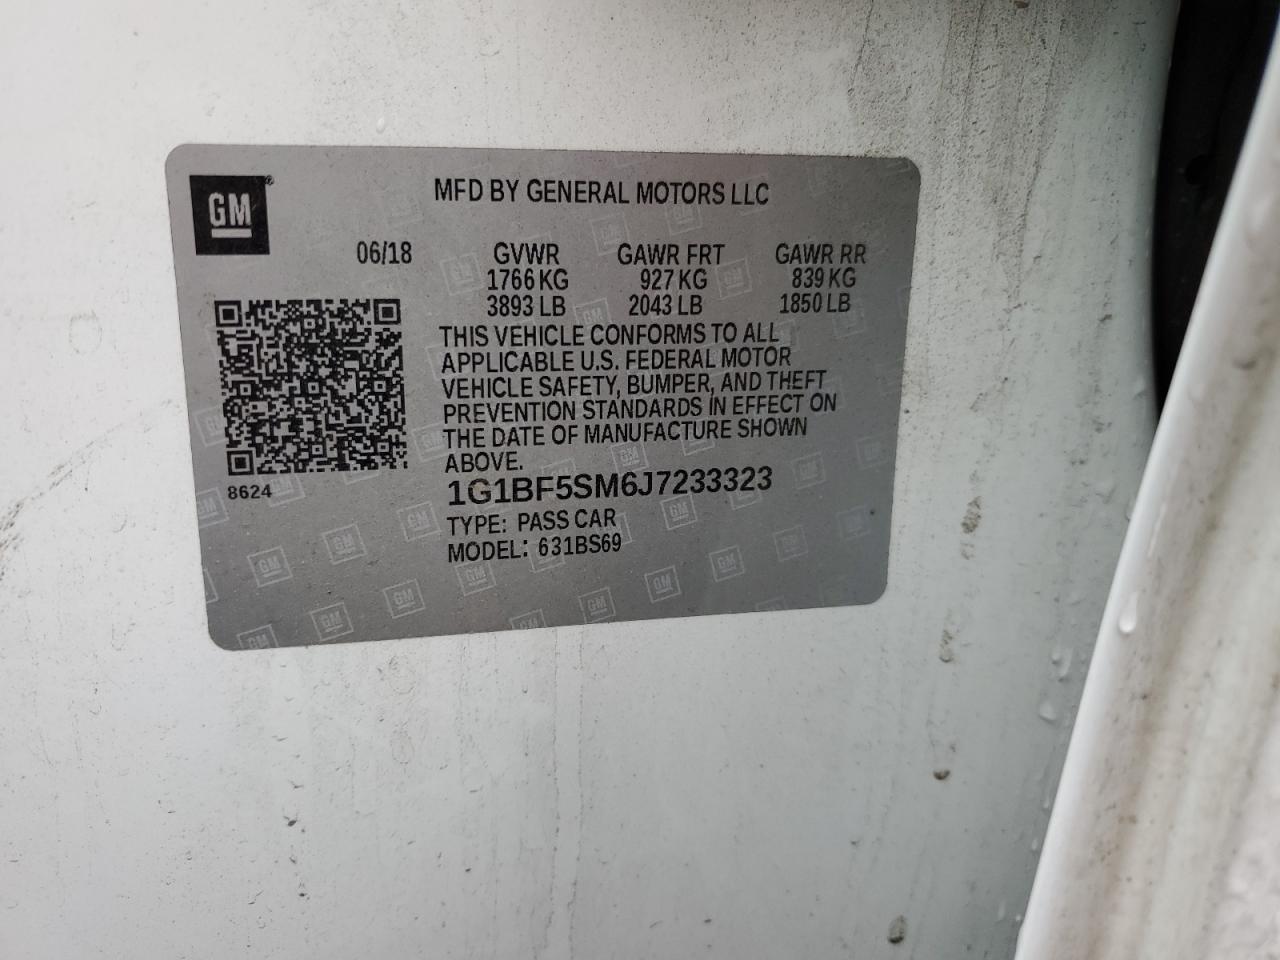 GM®
MFD BY GENERAL MOTORS LLC
06/18 GVWR GAWR FRT GAWR RR
1766 KG 927 KG 839 KG
3893 LB 2043 LB 1850 LB
THIS VEHICLE CONFORMS TO ALL
APPLICABLE U.S. FEDERAL MOTOR
VEHICLE SAFETY, BUMPER, AND THEFT
PREVENTION STANDARDS IN EFFECT ON
THE DATE OF MANUFACTURE SHOWN
ABOVE.
8624
1G1BF5SM6J7233323
TYPE: PASS CAR
MODEL: 631BS69